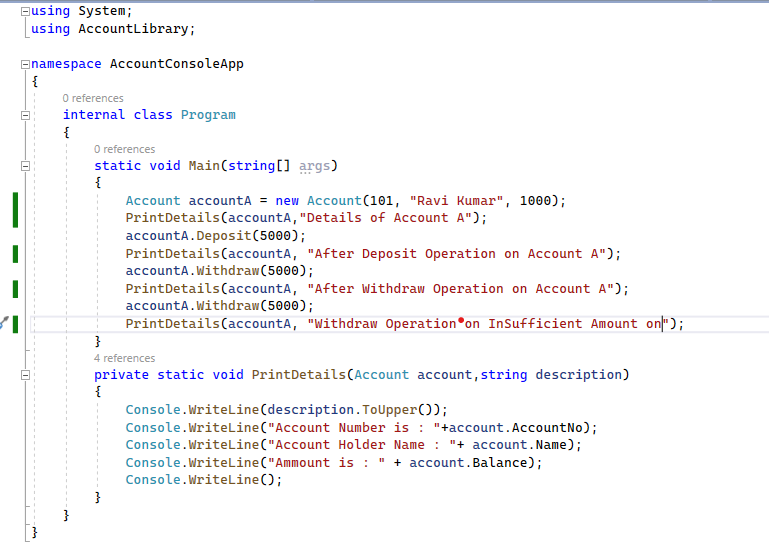 using System;
using AccountLibrary;
namespace AccountConsoleApp
{
0 references
internal class Program
{
0 references
static void Main(string[] args)
{
Account accountA = new Account(101, "Ravi Kumar", 1000);
PrintDetails(accountA,"Details of Account A");
accountA.Deposit(5000);
PrintDetails(accountA, "After Deposit Operation on Account A");
accountA.Withdraw(5000);
PrintDetails(accountA, "After Withdraw Operation on Account A");
accountA.Withdraw(5000);
PrintDetails(accountA, "Withdraw Operation on InSufficient Amount on");
}
4 references
private static void PrintDetails(Account account,string description)
{
Console.WriteLine(description.ToUpper());
Console.WriteLine("Account Number is : "+account.AccountNo);
Console.WriteLine("Account Holder Name : "+ account.Name);
Console.WriteLine("Ammount is : " + account.Balance);
Console.WriteLine();
}
}
}